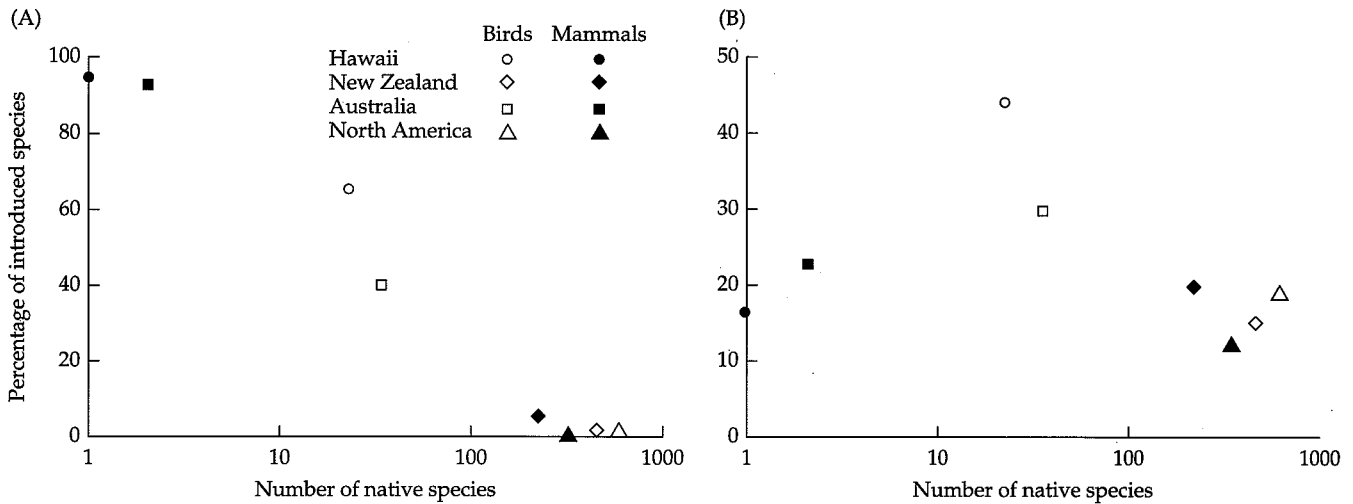 (A)
Birds Mammals
Hawaii
New Zealand
Australia
North America
Percentage of introduced species
100
80
60
40
20
0
1 10 100 1000
Number of native species
(B)
50
40
30
20
10
0
1 10 100 1000
Number of native species